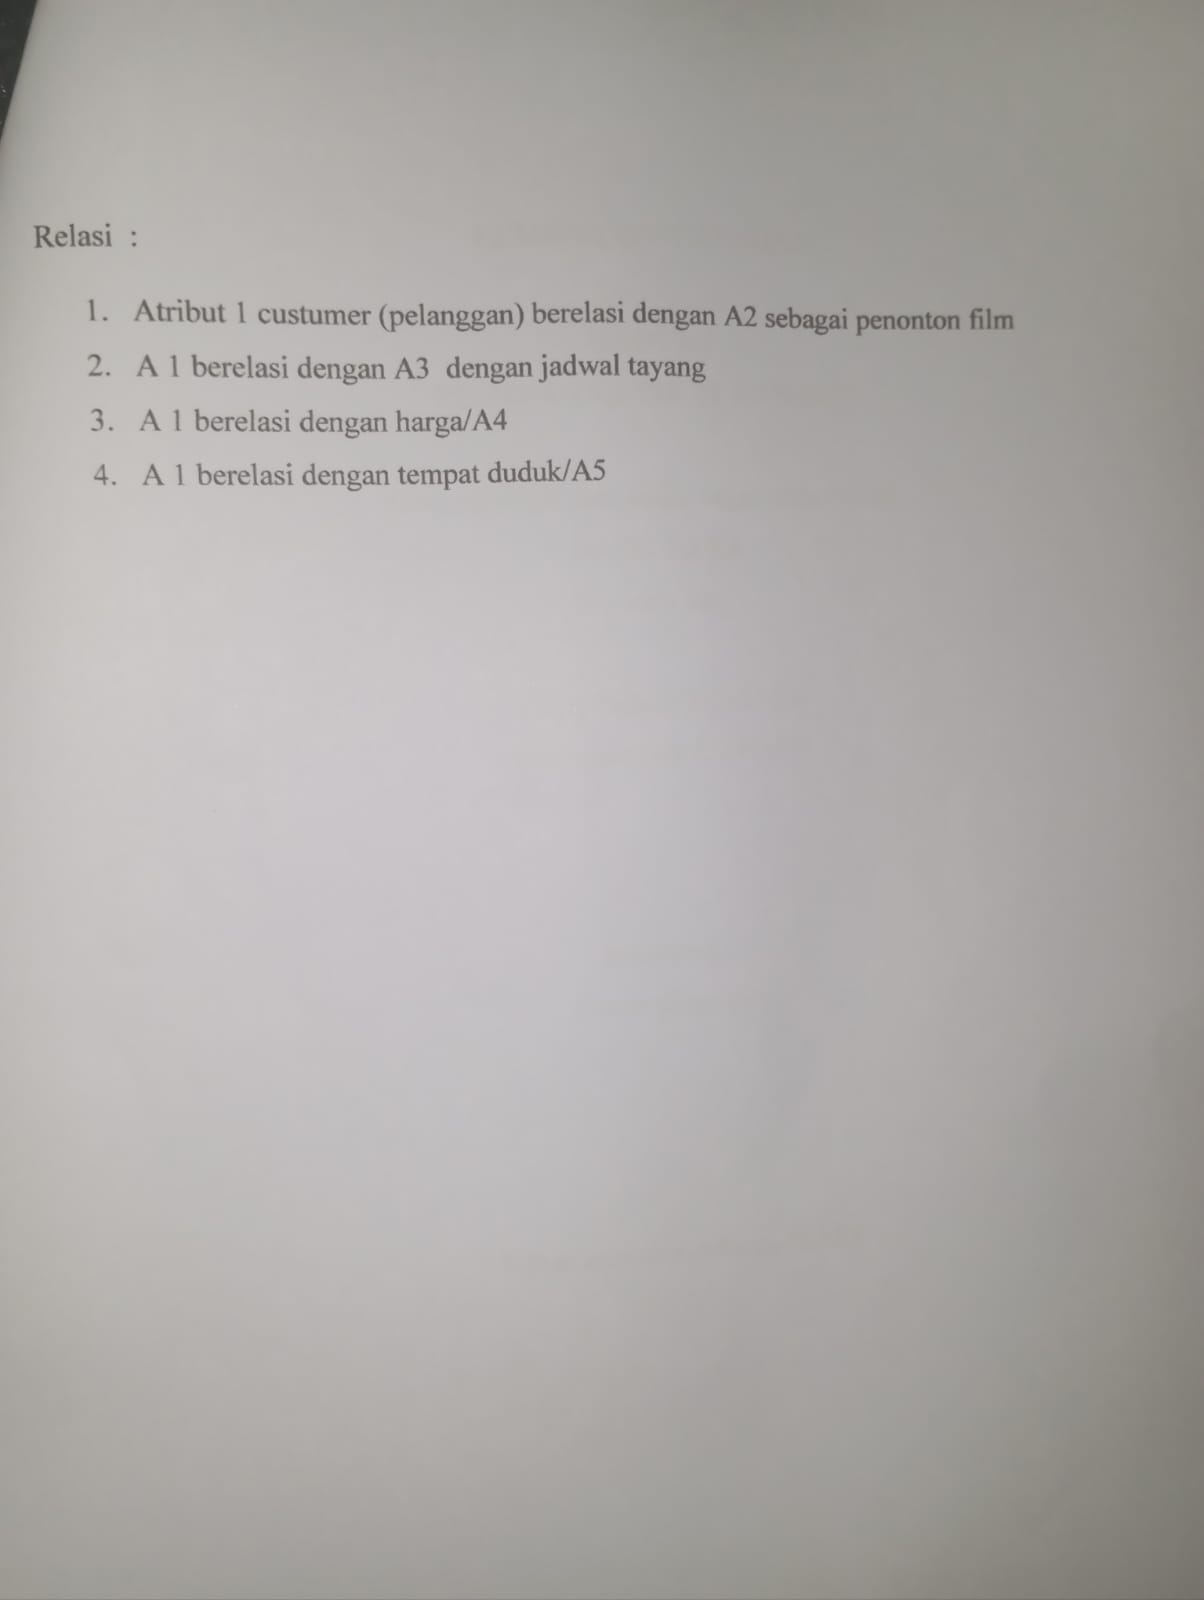 Relasi :
1. Atribut 1 custumer (pelanggan) berelasi dengan A2 sebagai penonton film
2. A 1 berelasi dengan A3 dengan jadwal tayang
3. A 1 berelasi dengan harga/A4
4. A 1 berelasi dengan tempat duduk/A5